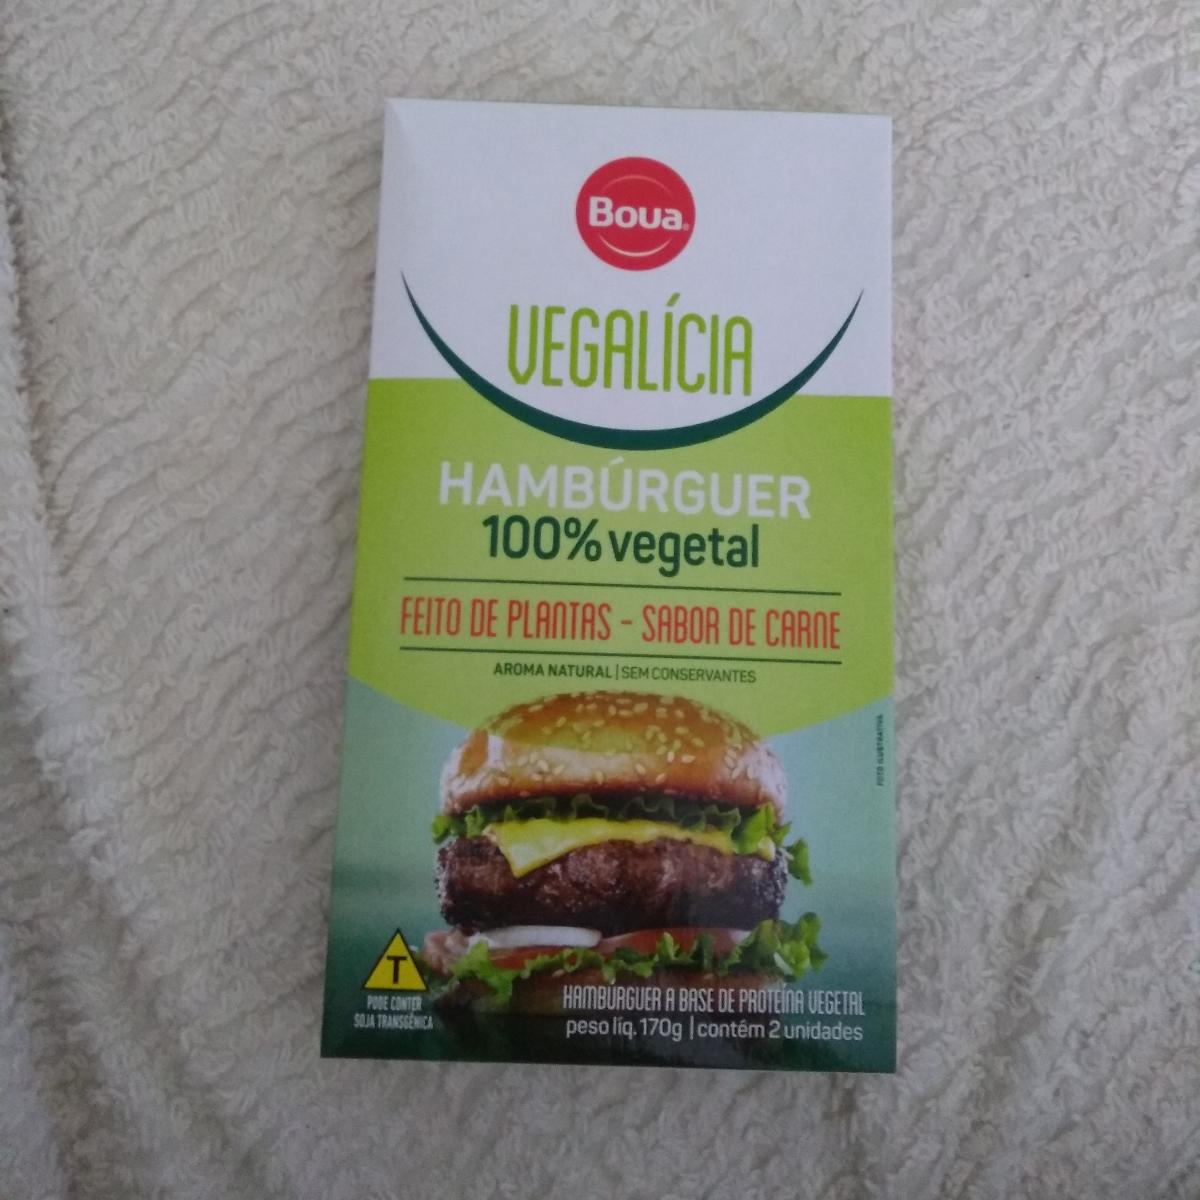 Boua®
VEGALÍCIA
HAMBÚRGUER
100% vegetal
FEITO DE PLANTAS - SABOR DE CARNE
AROMA NATURAL | SEM CONSERVANTES
FOTO ILUSTRATIVA
T
PODE CONTER
SOJA TRANSGÊNICA
HAMBURGUER A BASE DE PROTEÍNA VEGETAL
peso líq. 170g | contém 2 unidades